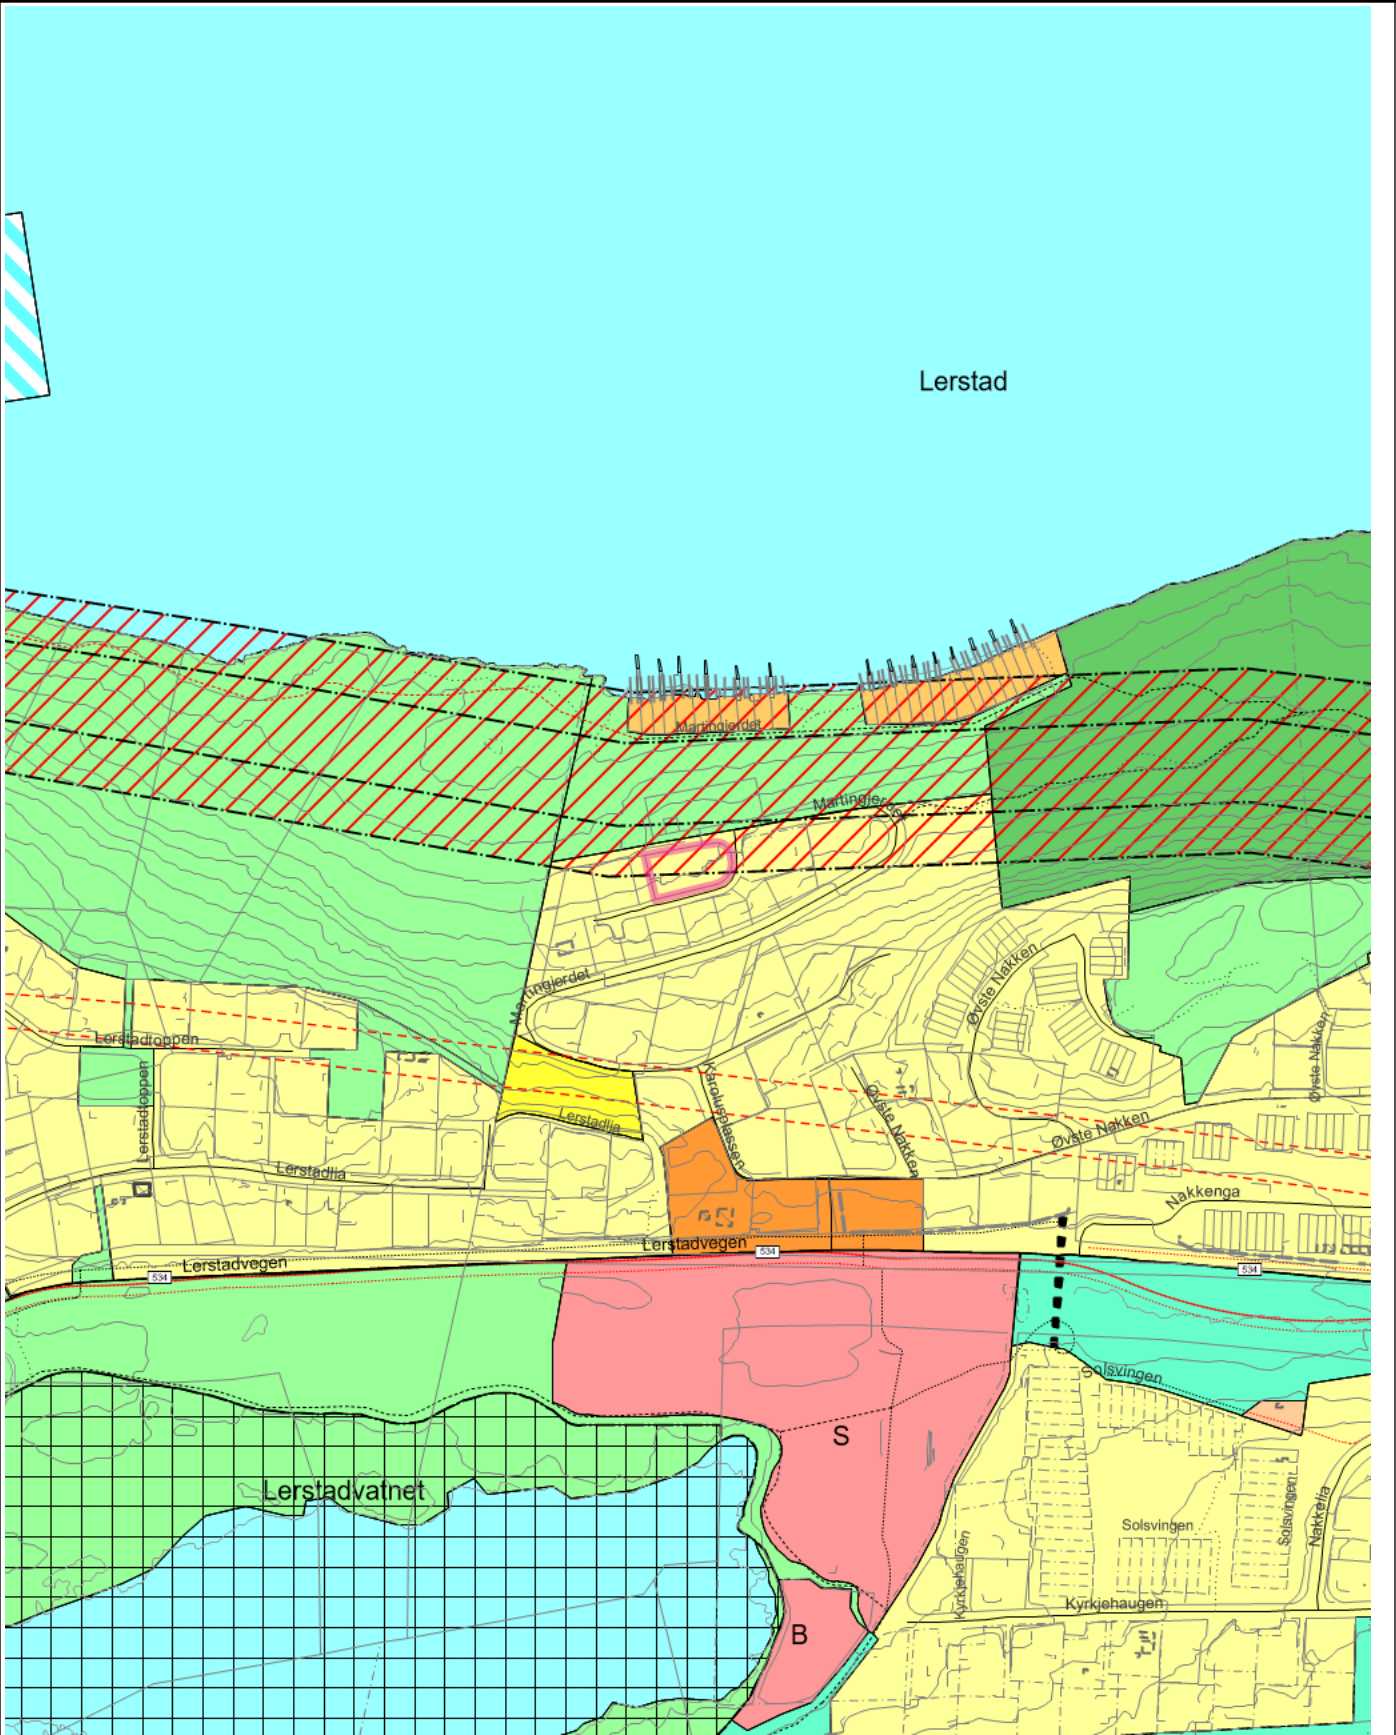 Lerstad
Martingjerdet
Martingjerdet
Martingjerdet
Øvste Nakken
Lerstadtoppen
Øvste Nakken
Lerstadtoppen
Karolusplassen
Øvste Nakken
Lerstadlia
Øvste Nakken
Lerstadlia
Nakkenga
Lerstadvegen
534
Lerstadvegen
534
534
Solsvingen
S
Lerstadvatnet
Solsvingen
Solsvingen
Nakkelia
Kyrkjehaugen
Kyrkjehaugen
B